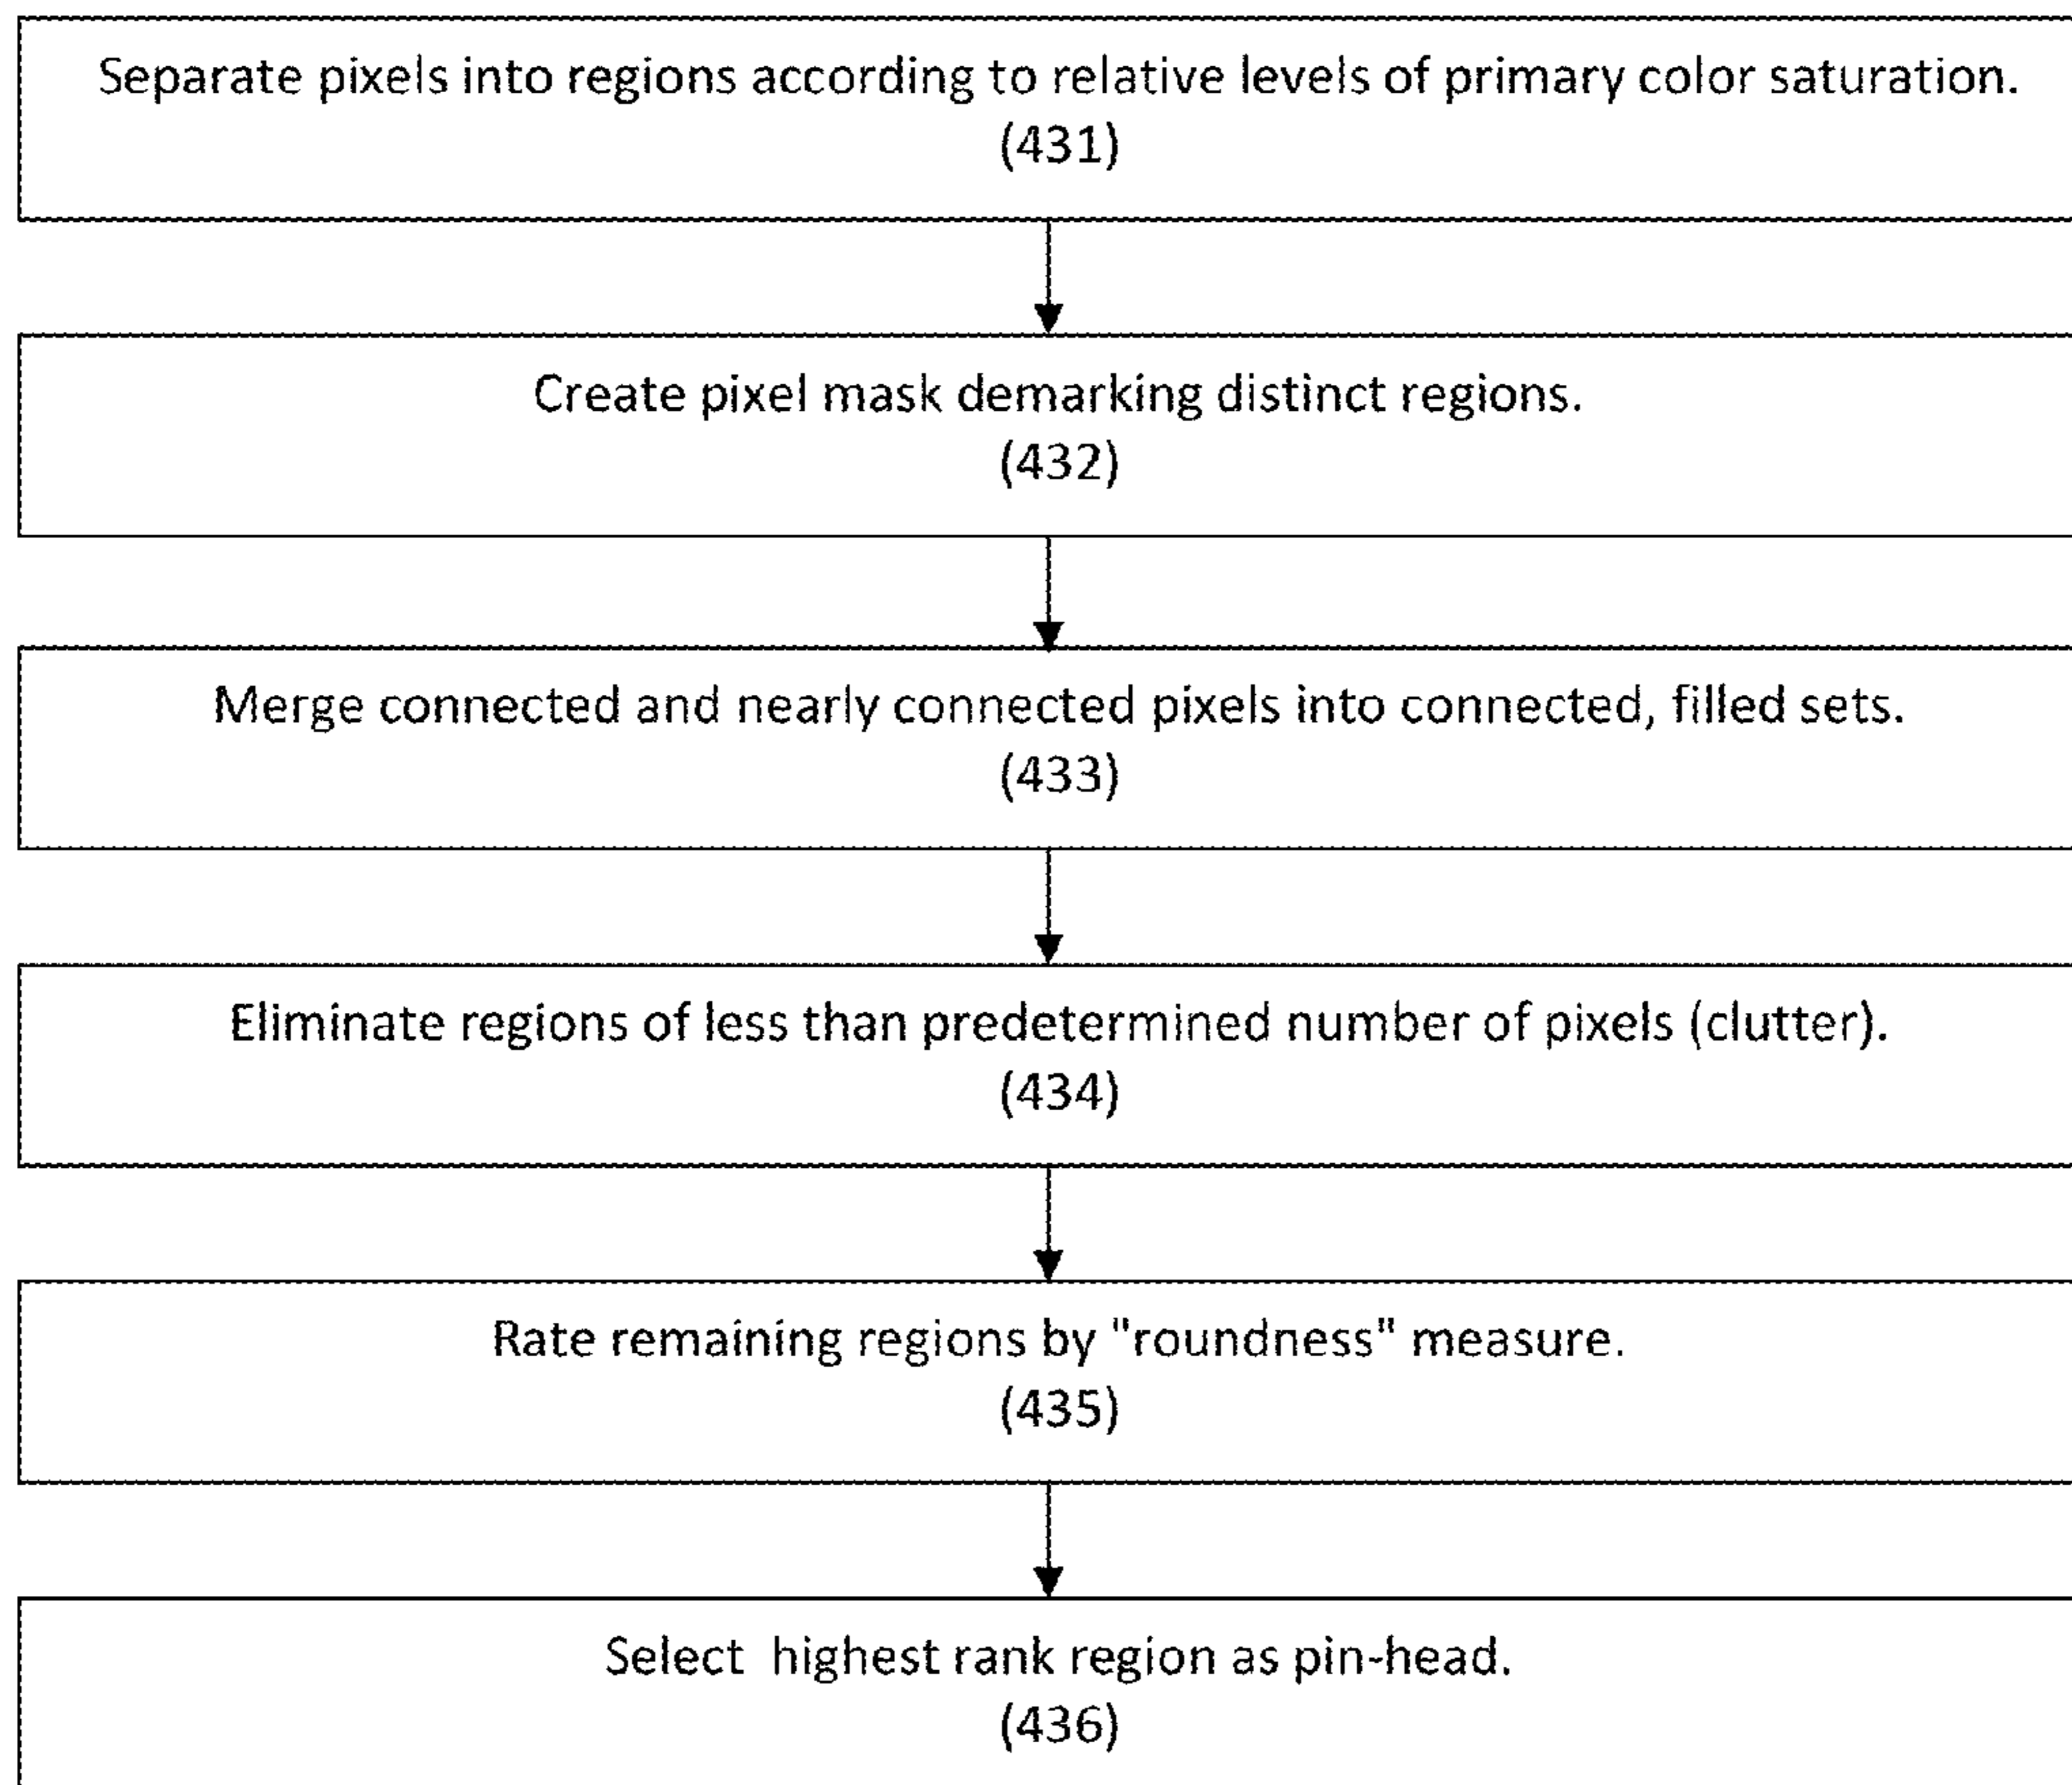 Separate pixels into regions according to relative levels of primary color saturation.
(431)
Create pixel mask demarking distinct regions.
(432)
Merge connected and nearly connected pixels into connected, filled sets.
(433)
Eliminate regions of less than predetermined number of pixels (clutter).
(434)
Rate remaining regions by "roundness" measure.
(435)
Select  highest rank region as pin-head.
(436)